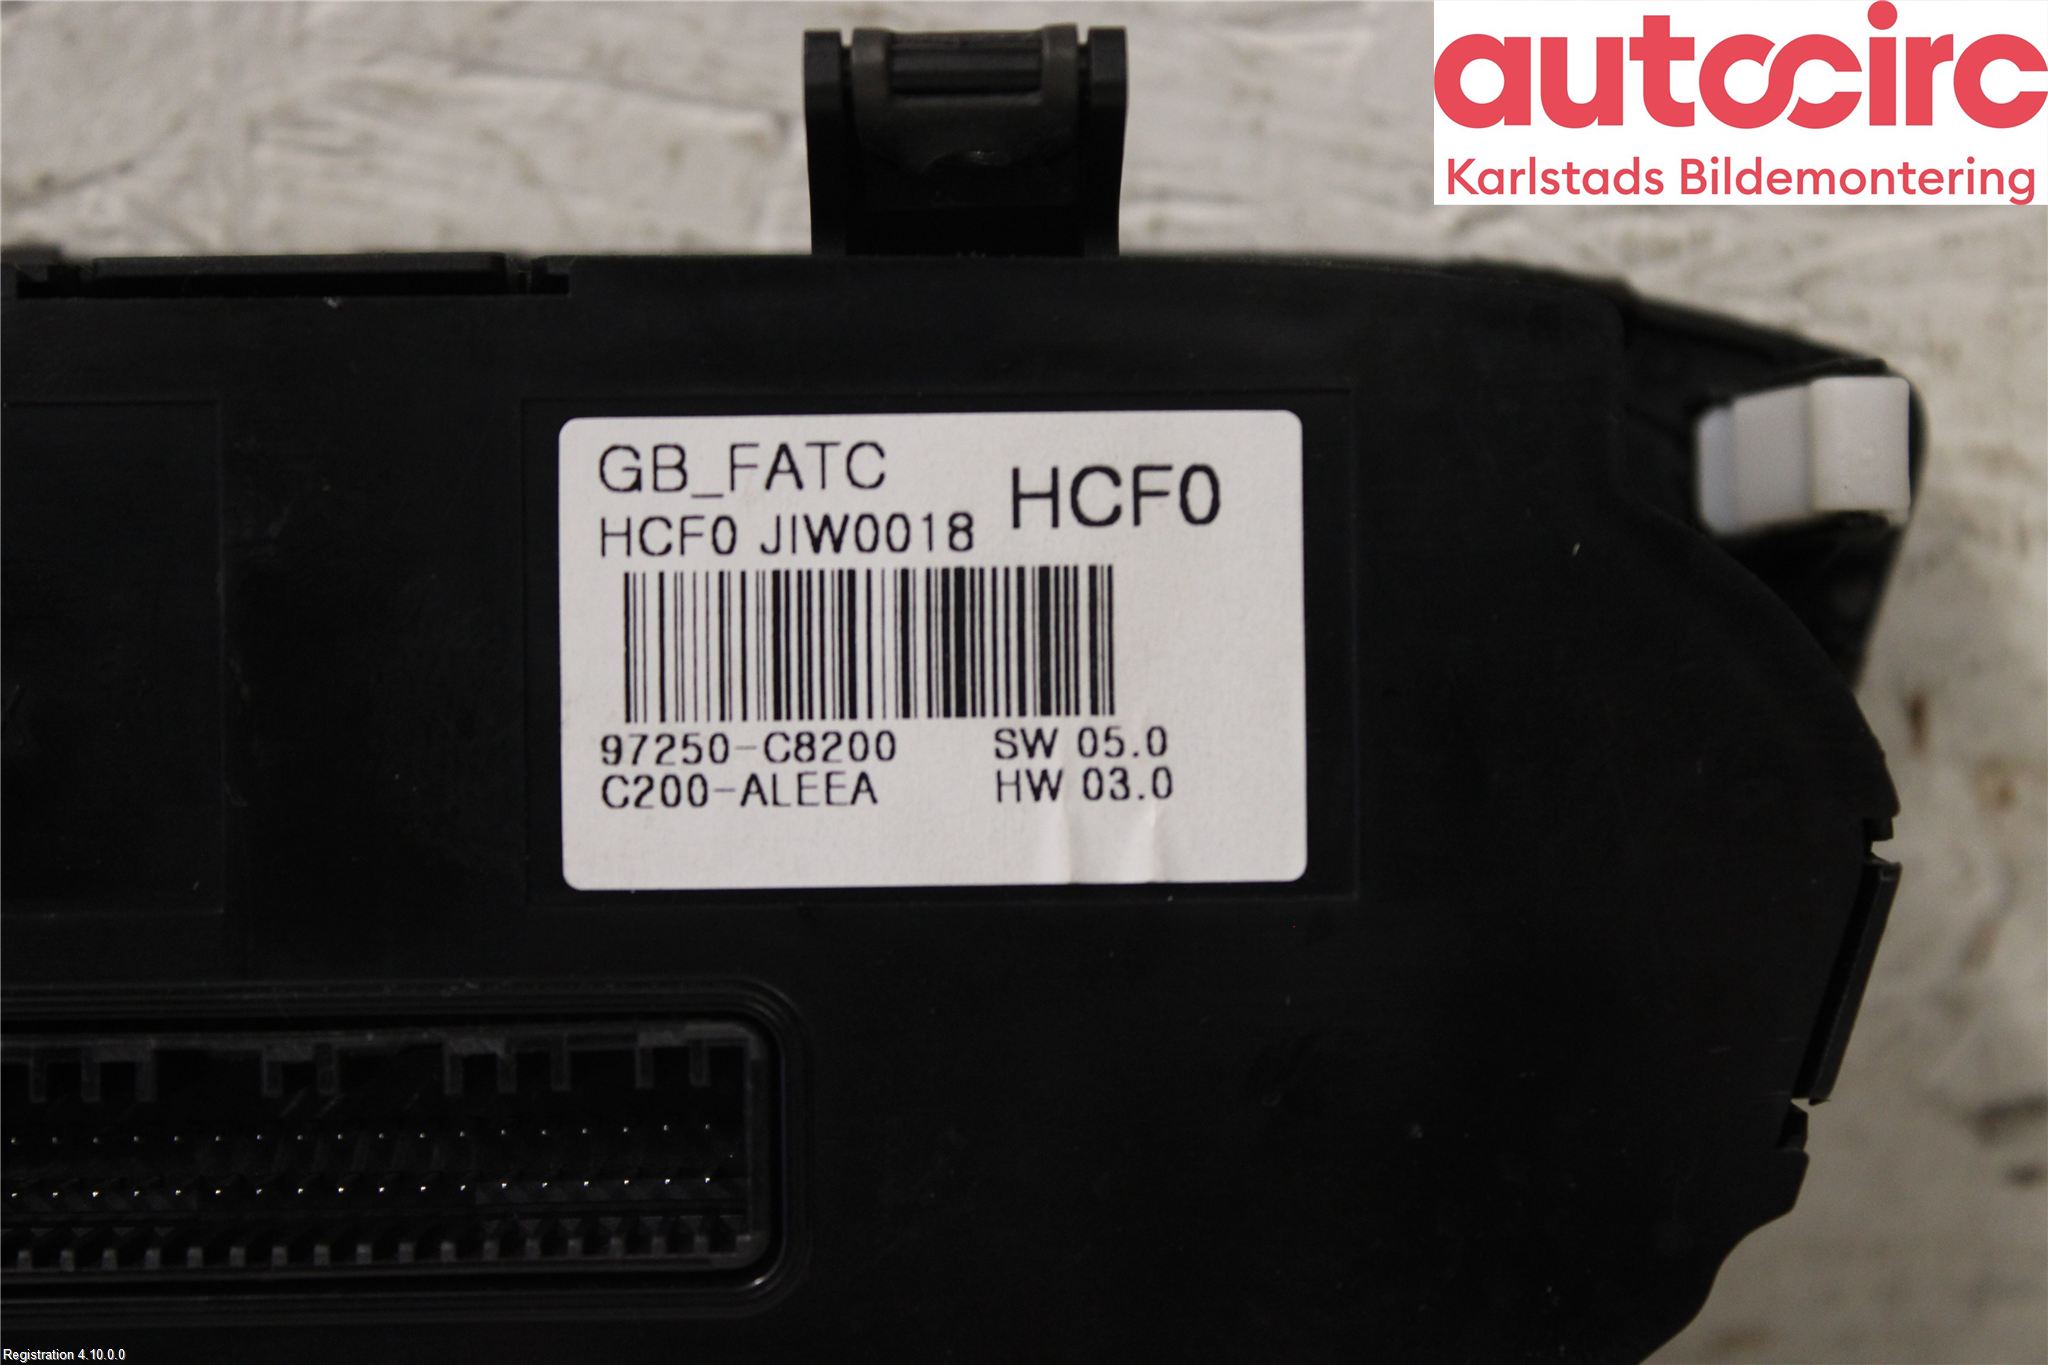 autocirc
Karlstads Bildemontering
GB_FATC
HCF0
HCF0 JIW0018
97250-C8200
SW 05.0
C200-ALEEA
HW 03.0
Registration 4.10.0.0